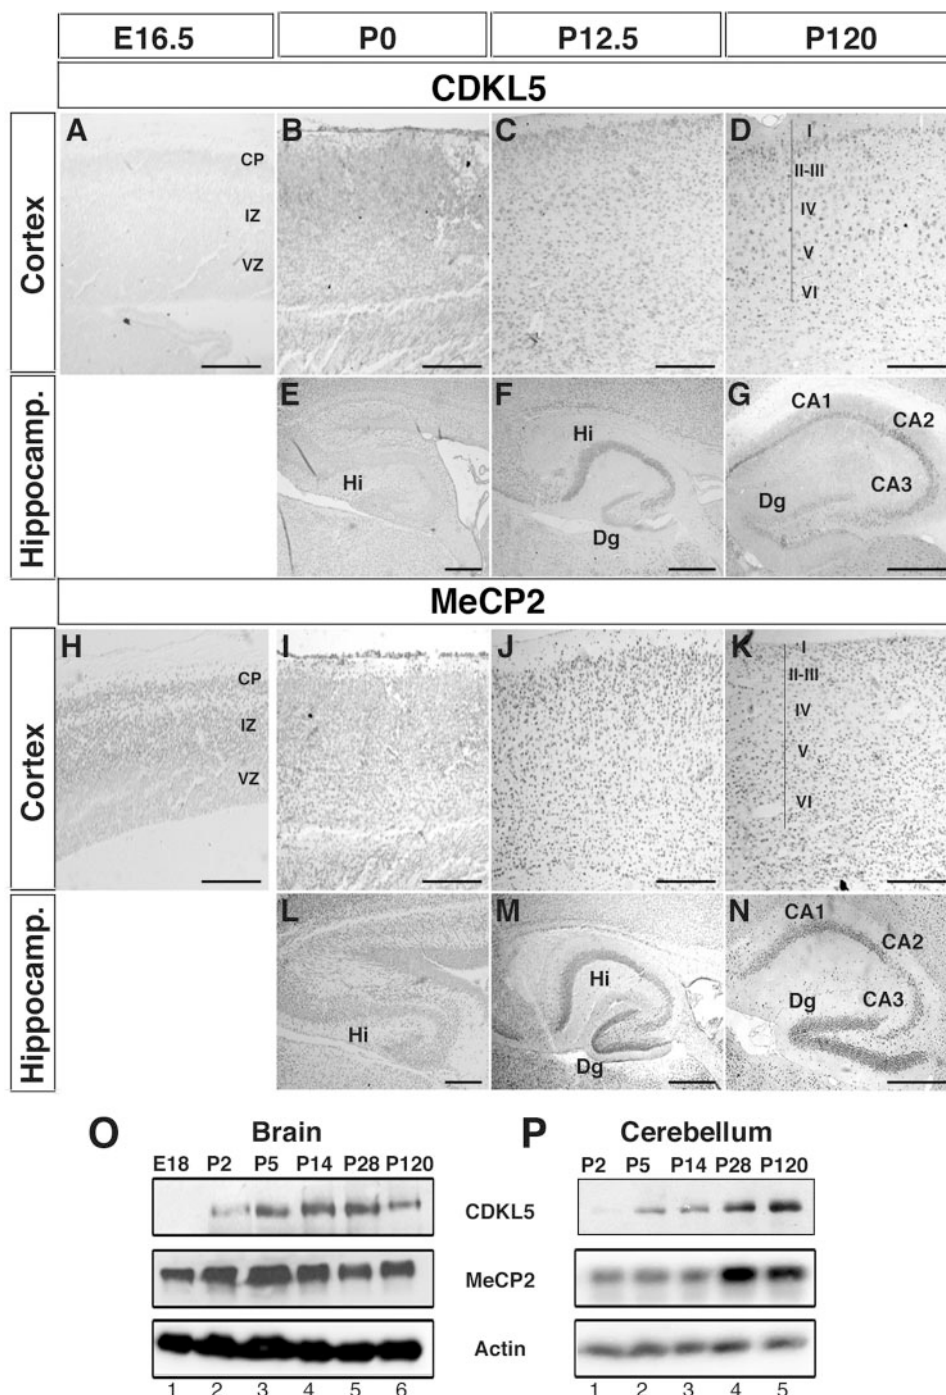 E16.5 P0 P12.5 P120
CDKL5
Cortex
A B C D
CP
IZ
VZ
I
II-III
IV
V
VI
Hippocamp.
E F G
Hi
Hi
Dg
CA1
CA2
CA3
Dg
MeCP2
Cortex
H I J K
CP
IZ
VZ
I
II-III
IV
V
VI
Hippocamp.
L M N
Hi
Hi
Dg
CA1
CA2
CA3
Dg
O Brain
E18 P2 P5 P14 P28 P120
P Cerebellum
P2 P5 P14 P28 P120
CDKL5
MeCP2
Actin
1 2 3 4 5 6
1 2 3 4 5